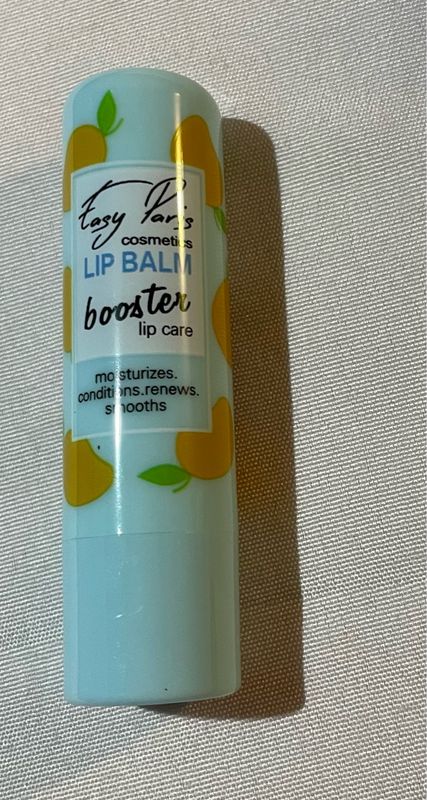 Easy Paris
cosmetics
LIP BALM
booster
lip care
moisturizes.
conditions.renews.
smooths